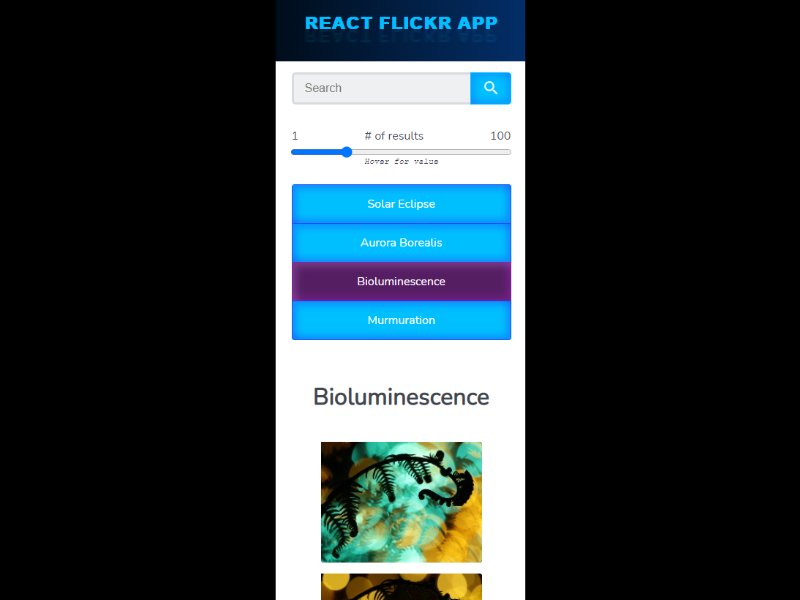 REACT FLICKR APP
Search
1 # of results 100
Hover for value
Solar Eclipse
Aurora Borealis
Bioluminescence
Murmuration
Bioluminescence